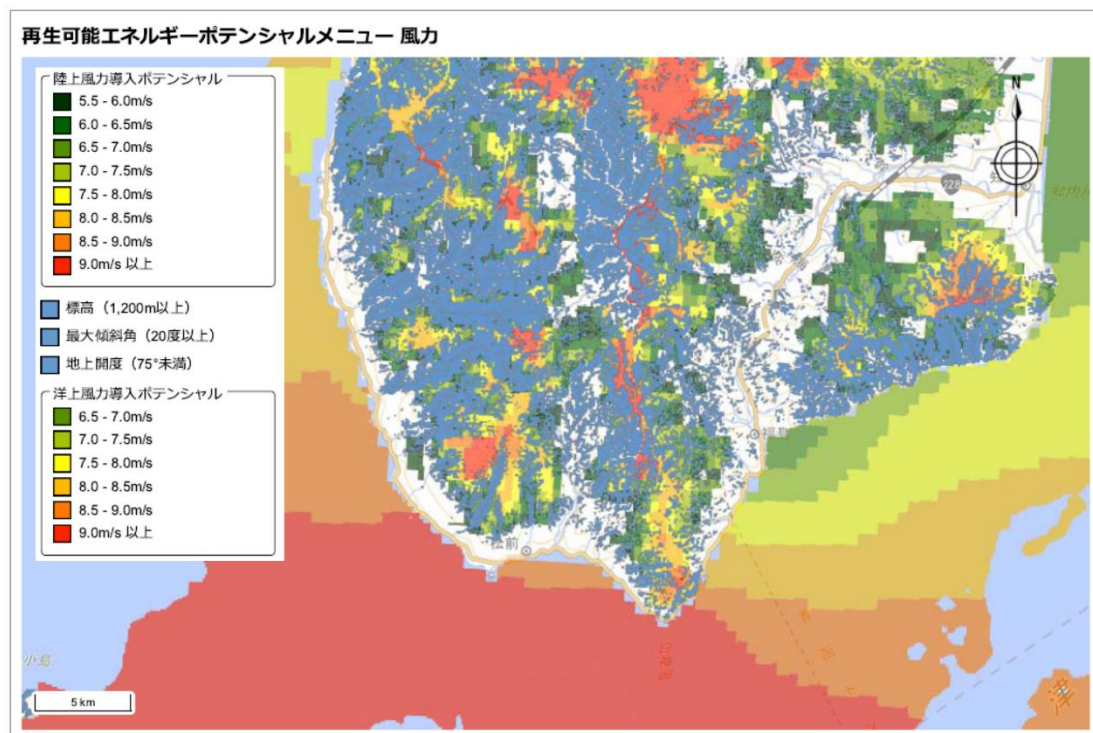 再生可能エネルギーポテンシャルメニュー 風力
陸上風力導入ポテンシャル
5.5 - 6.0m/s
6.0 - 6.5m/s
6.5 - 7.0m/s
7.0 - 7.5m/s
7.5 - 8.0m/s
8.0 - 8.5m/s
8.5 - 9.0m/s
9.0m/s 以上
標高（1,200m以上）
最大傾斜角（20度以上）
地上開度（75°未満）
洋上風力導入ポテンシャル
6.5 - 7.0m/s
7.0 - 7.5m/s
7.5 - 8.0m/s
8.0 - 8.5m/s
8.5 - 9.0m/s
9.0m/s 以上
N
228
福島
松前
白神岬
小島
津
5 km